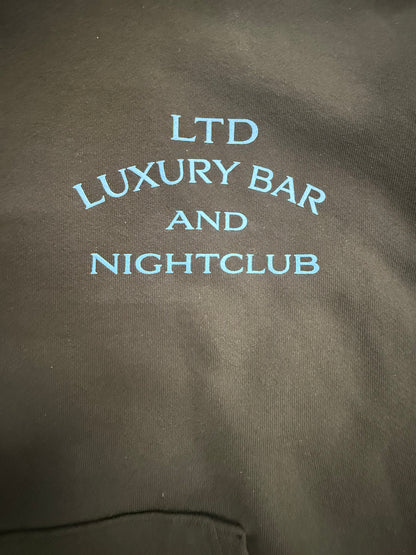 LTD
LUXURY BAR
AND
NIGHTCLUB